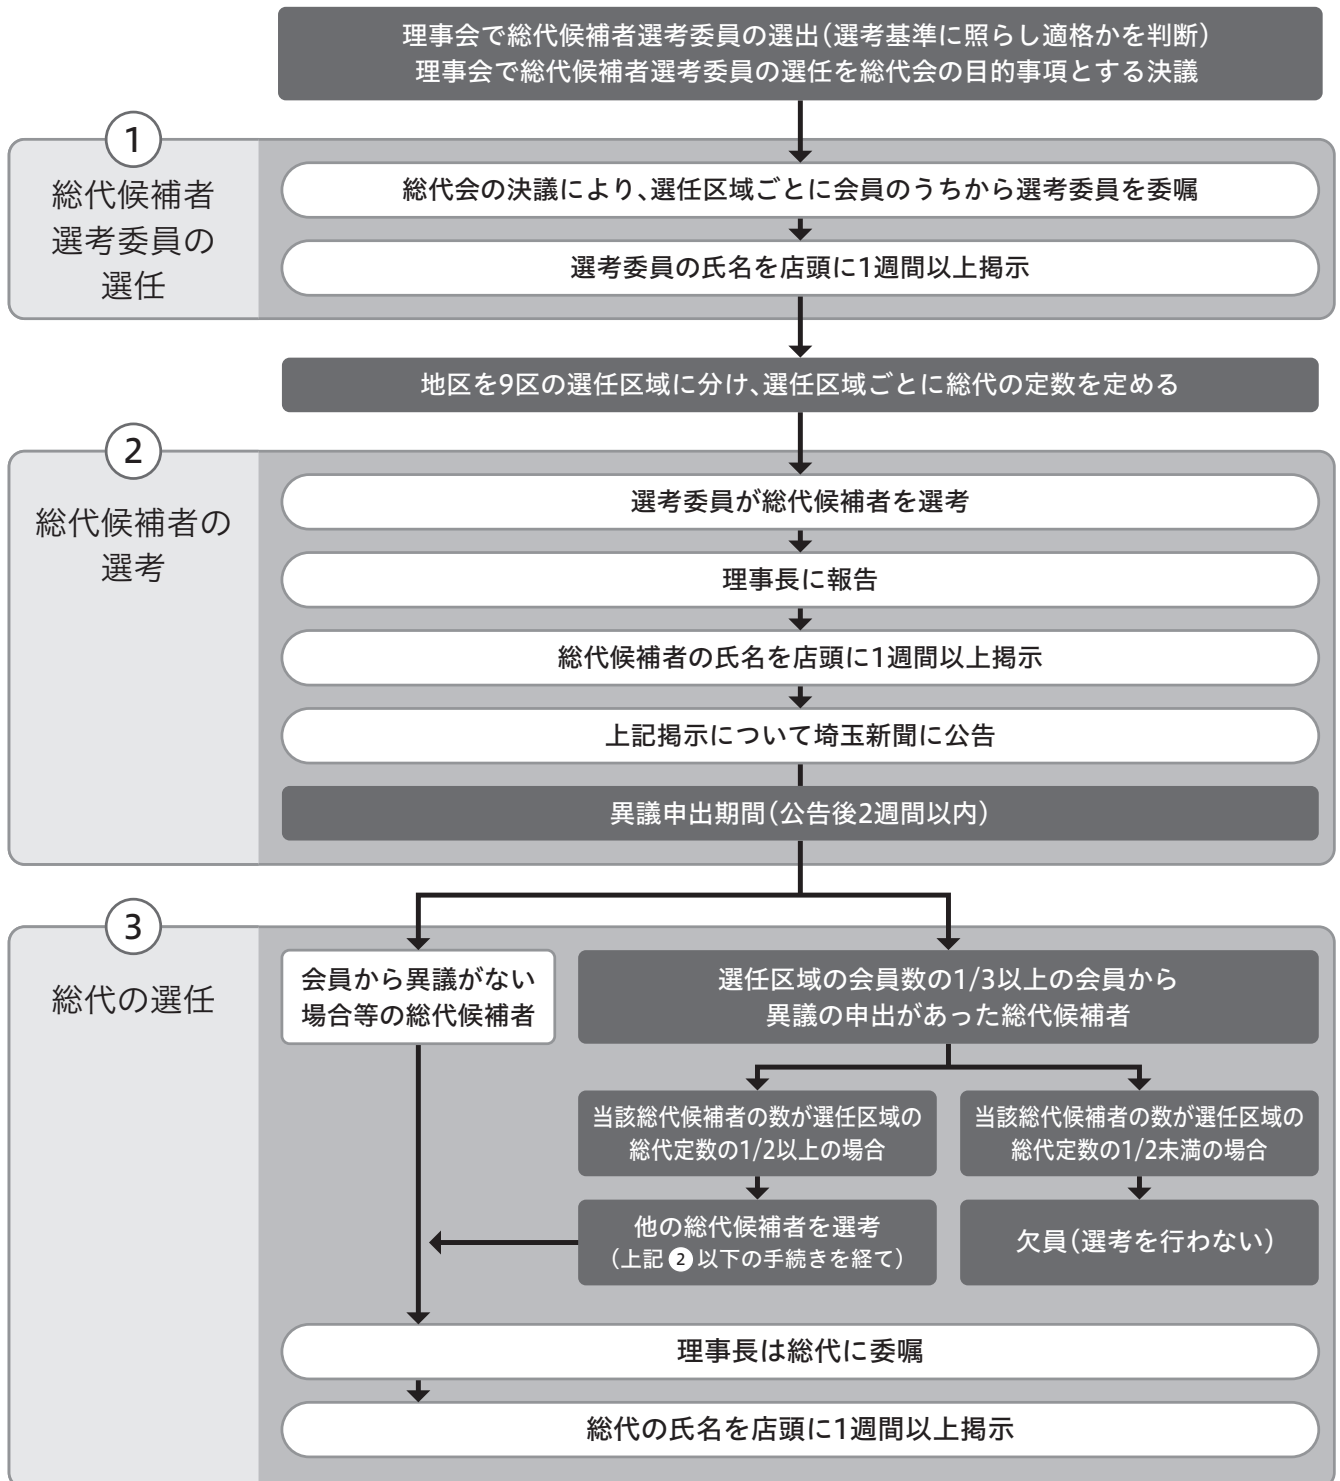 理事会で総代候補者選考委員の選出（選考基準に照らし適格かを判断）
理事会で総代候補者選考委員の選任を総代会の目的事項とする決議
1
総代候補者
選考委員の
選任
総代会の決議により、選任区域ごとに会員のうちから選考委員を委嘱
選考委員の氏名を店頭に1週間以上掲示
地区を9区の選任区域に分け、選任区域ごとに総代の定数を定める
2
総代候補者の
選考
選考委員が総代候補者を選考
理事長に報告
総代候補者の氏名を店頭に1週間以上掲示
上記掲示について埼玉新聞に公告
異議申出期間（公告後2週間以内）
3
総代の選任
会員から異議がない
場合等の総代候補者
選任区域の会員数の1/3以上の会員から
異議の申出があった総代候補者
当該総代候補者の数が選任区域の
総代定数の1/2以上の場合
当該総代候補者の数が選任区域の
総代定数の1/2未満の場合
他の総代候補者を選考
（上記2以下の手続きを経て）
欠員（選考を行わない）
理事長は総代に委嘱
総代の氏名を店頭に1週間以上掲示